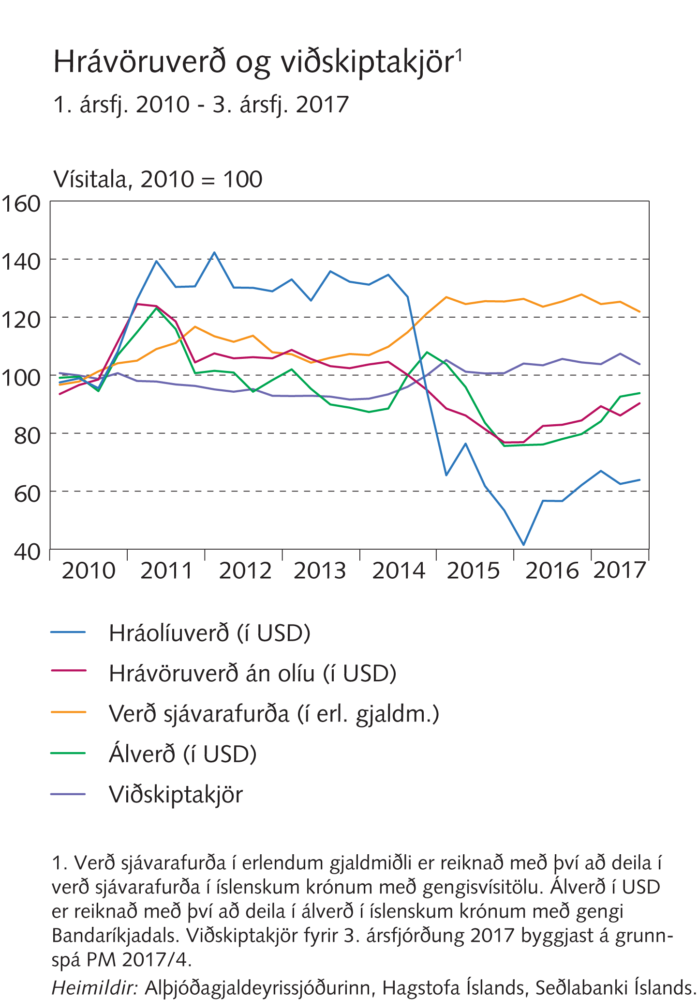 Hrávöruverð og viðskiptakjör¹
1. ársfj. 2010 - 3. ársfj. 2017
Vísitala, 2010 = 100
160
140
120
100
80
60
40
2010 2011 2012 2013 2014 2015 2016 2017
Hráolíuverð (í USD)
Hrávöruverð án olíu (í USD)
Verð sjávarafurða (í erl. gjaldm.)
Álverð (í USD)
Viðskiptakjör
1. Verð sjávarafurða í erlendum gjaldmiðli er reiknað með því að deila í
verð sjávarafurða í íslenskum krónum með gengisvísitölu. Álverð í USD
er reiknað með því að deila í álverð í íslenskum krónum með gengi
Bandaríkjadals. Viðskiptakjör fyrir 3. ársfjórðung 2017 byggjast á grunn-
spá PM 2017/4.
Heimildir: Alþjóðagjaldeyrissjóðurinn, Hagstofa Íslands, Seðlabanki Íslands.